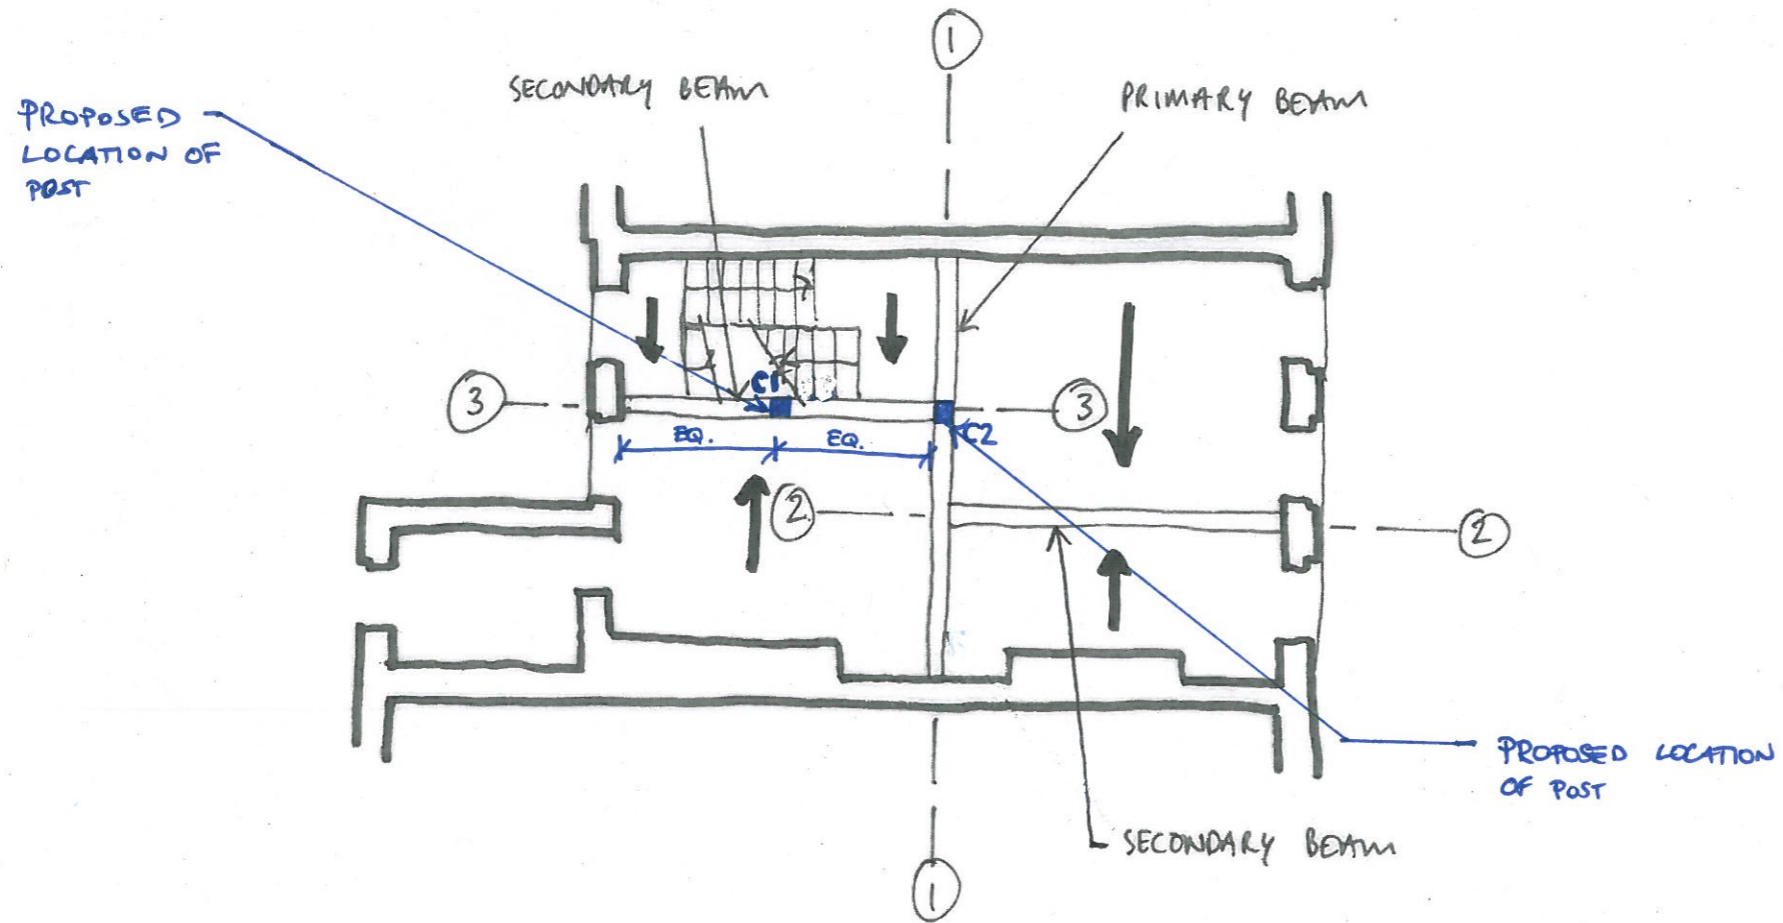 1
SECONDARY BEAM
PRIMARY BEAM
PROPOSED
LOCATION OF
POST
C1
3
3
EQ.
EQ.
C2
2
2
PROPOSED LOCATION
OF POST
SECONDARY BEAM
1